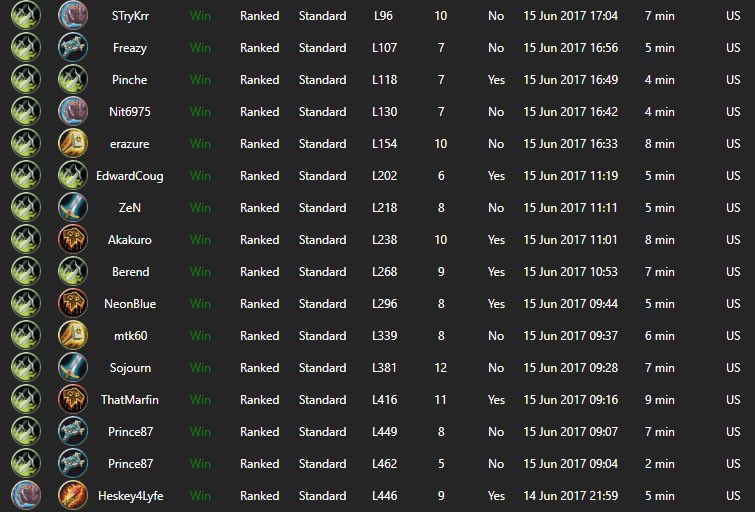 STryKrr Win Ranked Standard L96 10 No 15 Jun 2017 17:04 7 min US
Freazy Win Ranked Standard L107 7 No 15 Jun 2017 16:56 5 min US
Pinche Win Ranked Standard L118 7 Yes 15 Jun 2017 16:49 4 min US
Nit6975 Win Ranked Standard L130 7 No 15 Jun 2017 16:42 4 min US
erazure Win Ranked Standard L154 10 No 15 Jun 2017 16:33 8 min US
EdwardCoug Win Ranked Standard L202 6 Yes 15 Jun 2017 11:19 5 min US
ZeN Win Ranked Standard L218 8 No 15 Jun 2017 11:11 5 min US
Akakuro Win Ranked Standard L238 10 Yes 15 Jun 2017 11:01 8 min US
Berend Win Ranked Standard L268 9 Yes 15 Jun 2017 10:53 7 min US
NeonBlue Win Ranked Standard L296 8 Yes 15 Jun 2017 09:44 5 min US
mtk60 Win Ranked Standard L339 8 No 15 Jun 2017 09:37 6 min US
Sojourn Win Ranked Standard L381 12 No 15 Jun 2017 09:28 7 min US
ThatMarfin Win Ranked Standard L416 11 Yes 15 Jun 2017 09:16 9 min US
Prince87 Win Ranked Standard L449 8 No 15 Jun 2017 09:07 7 min US
Prince87 Win Ranked Standard L462 5 No 15 Jun 2017 09:04 2 min US
Heskey4Lyfe Win Ranked Standard L446 9 Yes 14 Jun 2017 21:59 5 min US